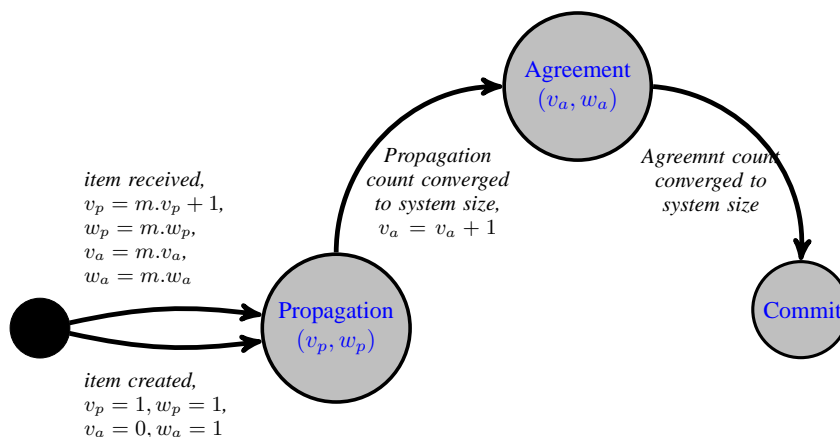 Agreement
(v_a, w_a)
Propagation
count converged
to system size,
v_a = v_a + 1
Agreemnt count
converged to
system size
item received,
v_p = m.v_p + 1,
w_p = m.w_p,
v_a = m.v_a,
w_a = m.w_a
Propagation
(v_p, w_p)
Commit
item created,
v_p = 1, w_p = 1,
v_a = 0, w_a = 1